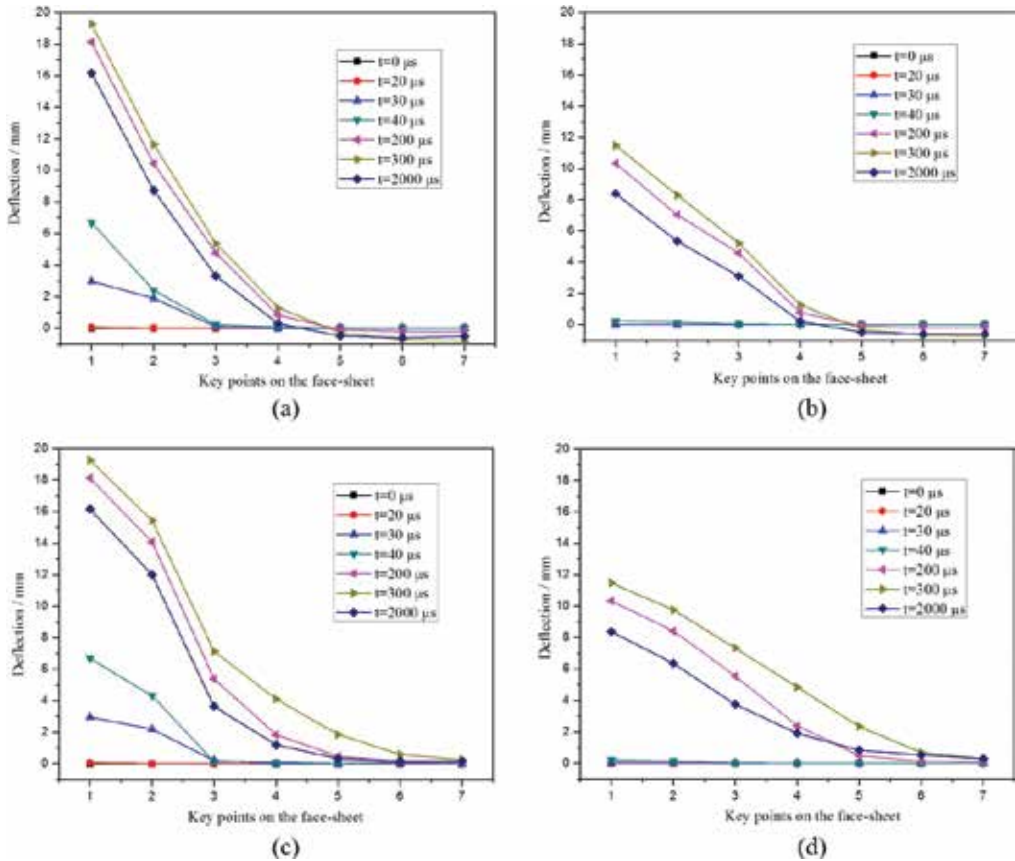 20
18
16
14
12
10
8
6
4
2
0
Deflection / mm
t=0 μs
t=20 μs
t=30 μs
t=40 μs
t=200 μs
t=300 μs
t=2000 μs
1 2 3 4 5 6 7
Key points on the face-sheet
(a)
20
18
16
14
12
10
8
6
4
2
0
Deflection / mm
t=0 μs
t=20 μs
t=30 μs
t=40 μs
t=200 μs
t=300 μs
t=2000 μs
1 2 3 4 5 6 7
Key points on the face-sheet
(b)
20
18
16
14
12
10
8
6
4
2
0
Deflection / mm
t=0 μs
t=20 μs
t=30 μs
t=40 μs
t=200 μs
t=300 μs
t=2000 μs
1 2 3 4 5 6 7
Key points on the face-sheet
(c)
20
18
16
14
12
10
8
6
4
2
0
Deflection / mm
t=0 μs
t=20 μs
t=30 μs
t=40 μs
t=200 μs
t=300 μs
t=2000 μs
1 2 3 4 5 6 7
Key points on the face-sheet
(d)